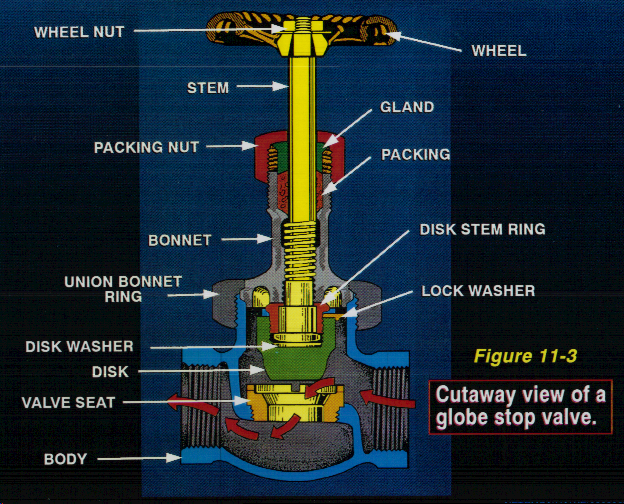 WHEEL NUT
WHEEL
STEM
GLAND
PACKING NUT
PACKING
BONNET
DISK STEM RING
UNION BONNET
RING
LOCK WASHER
DISK WASHER
DISK
VALVE SEAT
BODY
Figure 11-3
Cutaway view of a
globe stop valve.